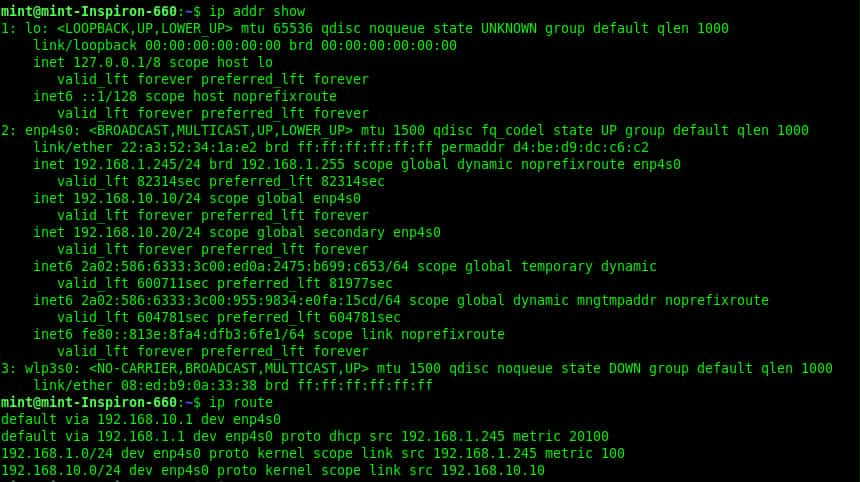 mint@mint-Inspiron-660:~$ ip addr show
1: lo: <LOOPBACK,UP,LOWER_UP> mtu 65536 qdisc noqueue state UNKNOWN group default qlen 1000
    link/loopback 00:00:00:00:00:00 brd 00:00:00:00:00:00
    inet 127.0.0.1/8 scope host lo
       valid_lft forever preferred_lft forever
    inet6 ::1/128 scope host noprefixroute
       valid_lft forever preferred_lft forever
2: enp4s0: <BROADCAST,MULTICAST,UP,LOWER_UP> mtu 1500 qdisc fq_codel state UP group default qlen 1000
    link/ether 22:a3:52:34:1a:e2 brd ff:ff:ff:ff:ff:ff permaddr d4:be:d9:dc:c6:c2
    inet 192.168.1.245/24 brd 192.168.1.255 scope global dynamic noprefixroute enp4s0
       valid_lft 82314sec preferred_lft 82314sec
    inet 192.168.10.10/24 scope global enp4s0
       valid_lft forever preferred_lft forever
    inet 192.168.10.20/24 scope global secondary enp4s0
       valid_lft forever preferred_lft forever
    inet6 2a02:586:6333:3c00:ed0a:2475:b699:c653/64 scope global temporary dynamic
       valid_lft 600711sec preferred_lft 81977sec
    inet6 2a02:586:6333:3c00:955:9834:e0fa:15cd/64 scope global dynamic mngtmpaddr noprefixroute
       valid_lft 604781sec preferred_lft 604781sec
    inet6 fe80::813e:8fa4:dfb3:6fe1/64 scope link noprefixroute
       valid_lft forever preferred_lft forever
3: wlp3s0: <NO-CARRIER,BROADCAST,MULTICAST,UP> mtu 1500 qdisc noqueue state DOWN group default qlen 1000
    link/ether 08:ed:b9:0a:33:38 brd ff:ff:ff:ff:ff:ff
mint@mint-Inspiron-660:~$ ip route
default via 192.168.10.1 dev enp4s0
default via 192.168.1.1 dev enp4s0 proto dhcp src 192.168.1.245 metric 20100
192.168.1.0/24 dev enp4s0 proto kernel scope link src 192.168.1.245 metric 100
192.168.10.0/24 dev enp4s0 proto kernel scope link src 192.168.10.10